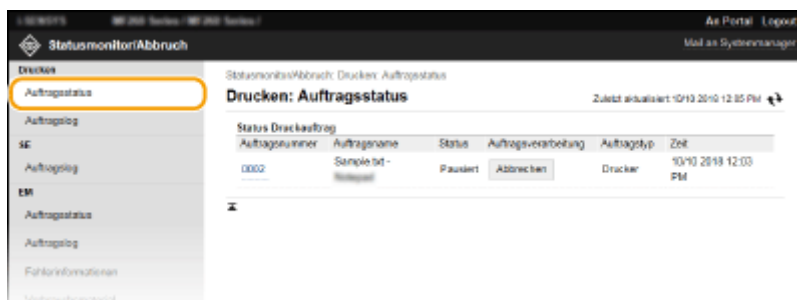 An Portal Logout
Statusmonitor/Abbruch
Mail an Systemmanager
Drucken
Auftragsstatus
Auftragslog
SE
Auftragslog
EM
Auftragsstatus
Auftragslog
Fehlerinformationen
Statusmonitor/Abbruch: Drucken: Auftragsstatus
Drucken: Auftragsstatus
Zuletzt aktualisiert:10/10 2018 12:05 PM
Status Druckauftrag
Auftragsnummer Auftragsname Status Auftragsverarbeitung Auftragstyp Zeit
0002 Sample.txt - Pausiert Abbrechen Drucker 10/10 2018 12:03 PM